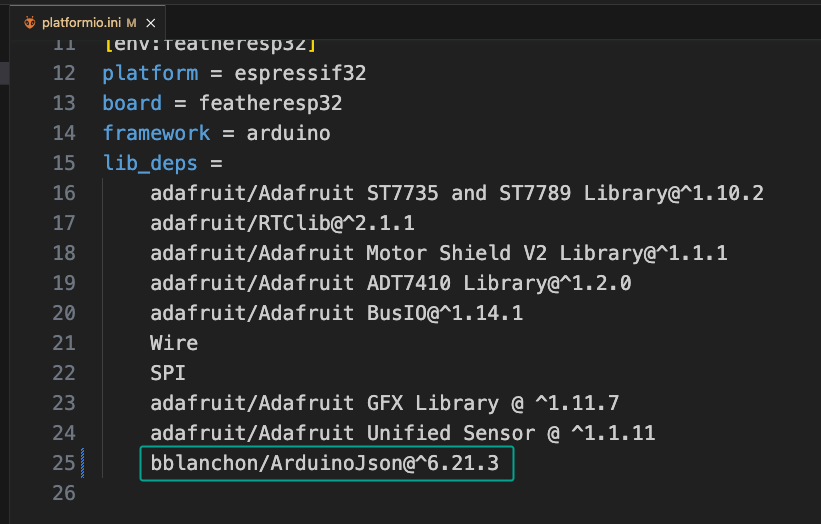 platformio.ini M ×
11 [env:featheresp32]
12 platform = espressif32
13 board = featheresp32
14 framework = arduino
15 lib_deps =
16 adafruit/Adafruit ST7735 and ST7789 Library@^1.10.2
17 adafruit/RTClib@^2.1.1
18 adafruit/Adafruit Motor Shield V2 Library@^1.1.1
19 adafruit/Adafruit ADT7410 Library@^1.2.0
20 adafruit/Adafruit BusIO@^1.14.1
21 Wire
22 SPI
23 adafruit/Adafruit GFX Library @ ^1.11.7
24 adafruit/Adafruit Unified Sensor @ ^1.1.11
25 bblanchon/ArduinoJson@^6.21.3
26